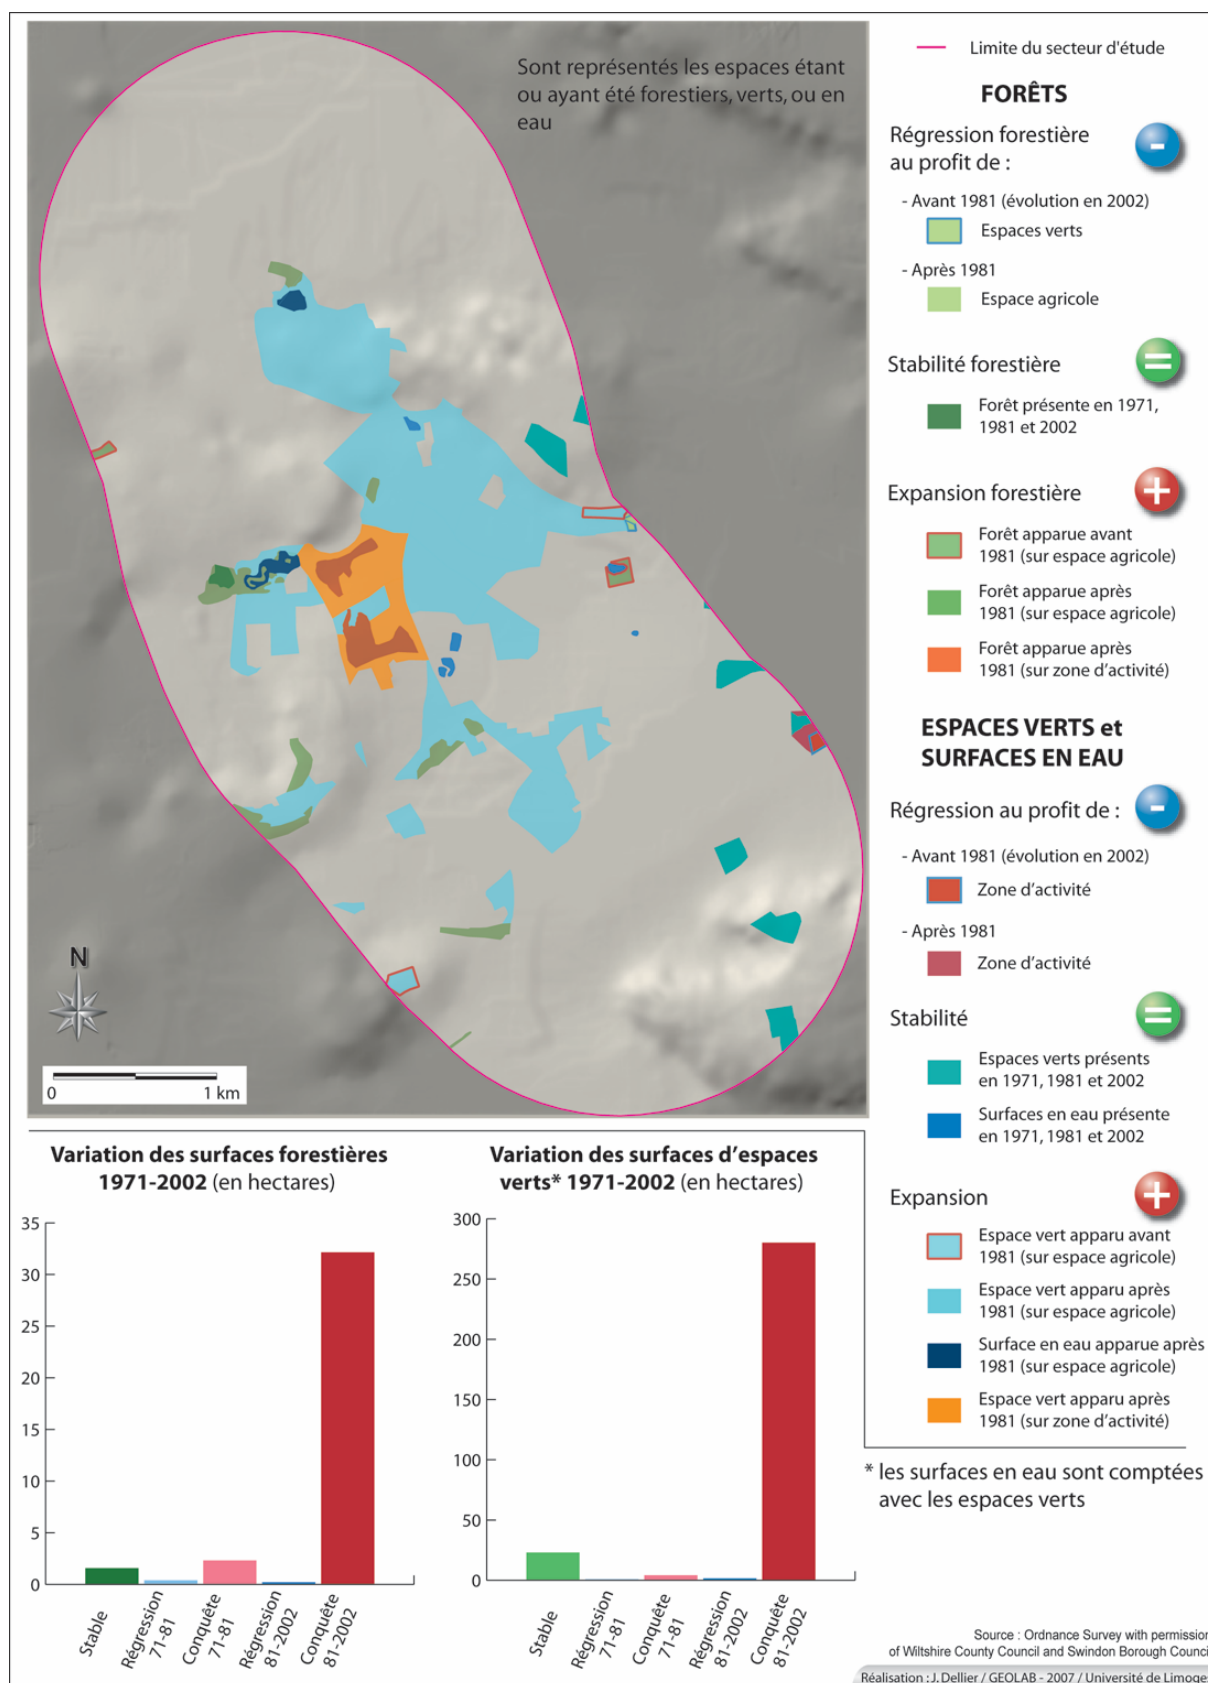 Sont représentés les espaces étant
ou ayant été forestiers, verts, ou en
eau
N
0 1 km
Limite du secteur d'étude
FORÊTS
Régression forestière
au profit de :
-
- Avant 1981 (évolution en 2002)
Espaces verts
- Après 1981
Espace agricole
Stabilité forestière
=
Forêt présente en 1971,
1981 et 2002
Expansion forestière
+
Forêt apparue avant
1981 (sur espace agricole)
Forêt apparue après
1981 (sur espace agricole)
Forêt apparue après
1981 (sur zone d'activité)
ESPACES VERTS et
SURFACES EN EAU
Régression au profit de :
-
- Avant 1981 (évolution en 2002)
Zone d'activité
- Après 1981
Zone d'activité
Stabilité
=
Espaces verts présents
en 1971, 1981 et 2002
Surfaces en eau présente
en 1971, 1981 et 2002
Expansion
+
Espace vert apparu avant
1981 (sur espace agricole)
Espace vert apparu après
1981 (sur espace agricole)
Surface en eau apparue après
1981 (sur espace agricole)
Espace vert apparu après
1981 (sur zone d'activité)
* les surfaces en eau sont comptées
avec les espaces verts
Variation des surfaces forestières
1971-2002 (en hectares)
35
30
25
20
15
10
5
0
Stable
Régression
71-81
Conquête
71-81
Régression
81-2002
Conquête
81-2002
Variation des surfaces d'espaces
verts* 1971-2002 (en hectares)
300
250
200
150
100
50
0
Stable
Régression
71-81
Conquête
71-81
Régression
81-2002
Conquête
81-2002
Source : Ordnance Survey with permission
of Wiltshire County Council and Swindon Borough Council
Réalisation : J. Dellier / GEOLAB - 2007 / Université de Limoges